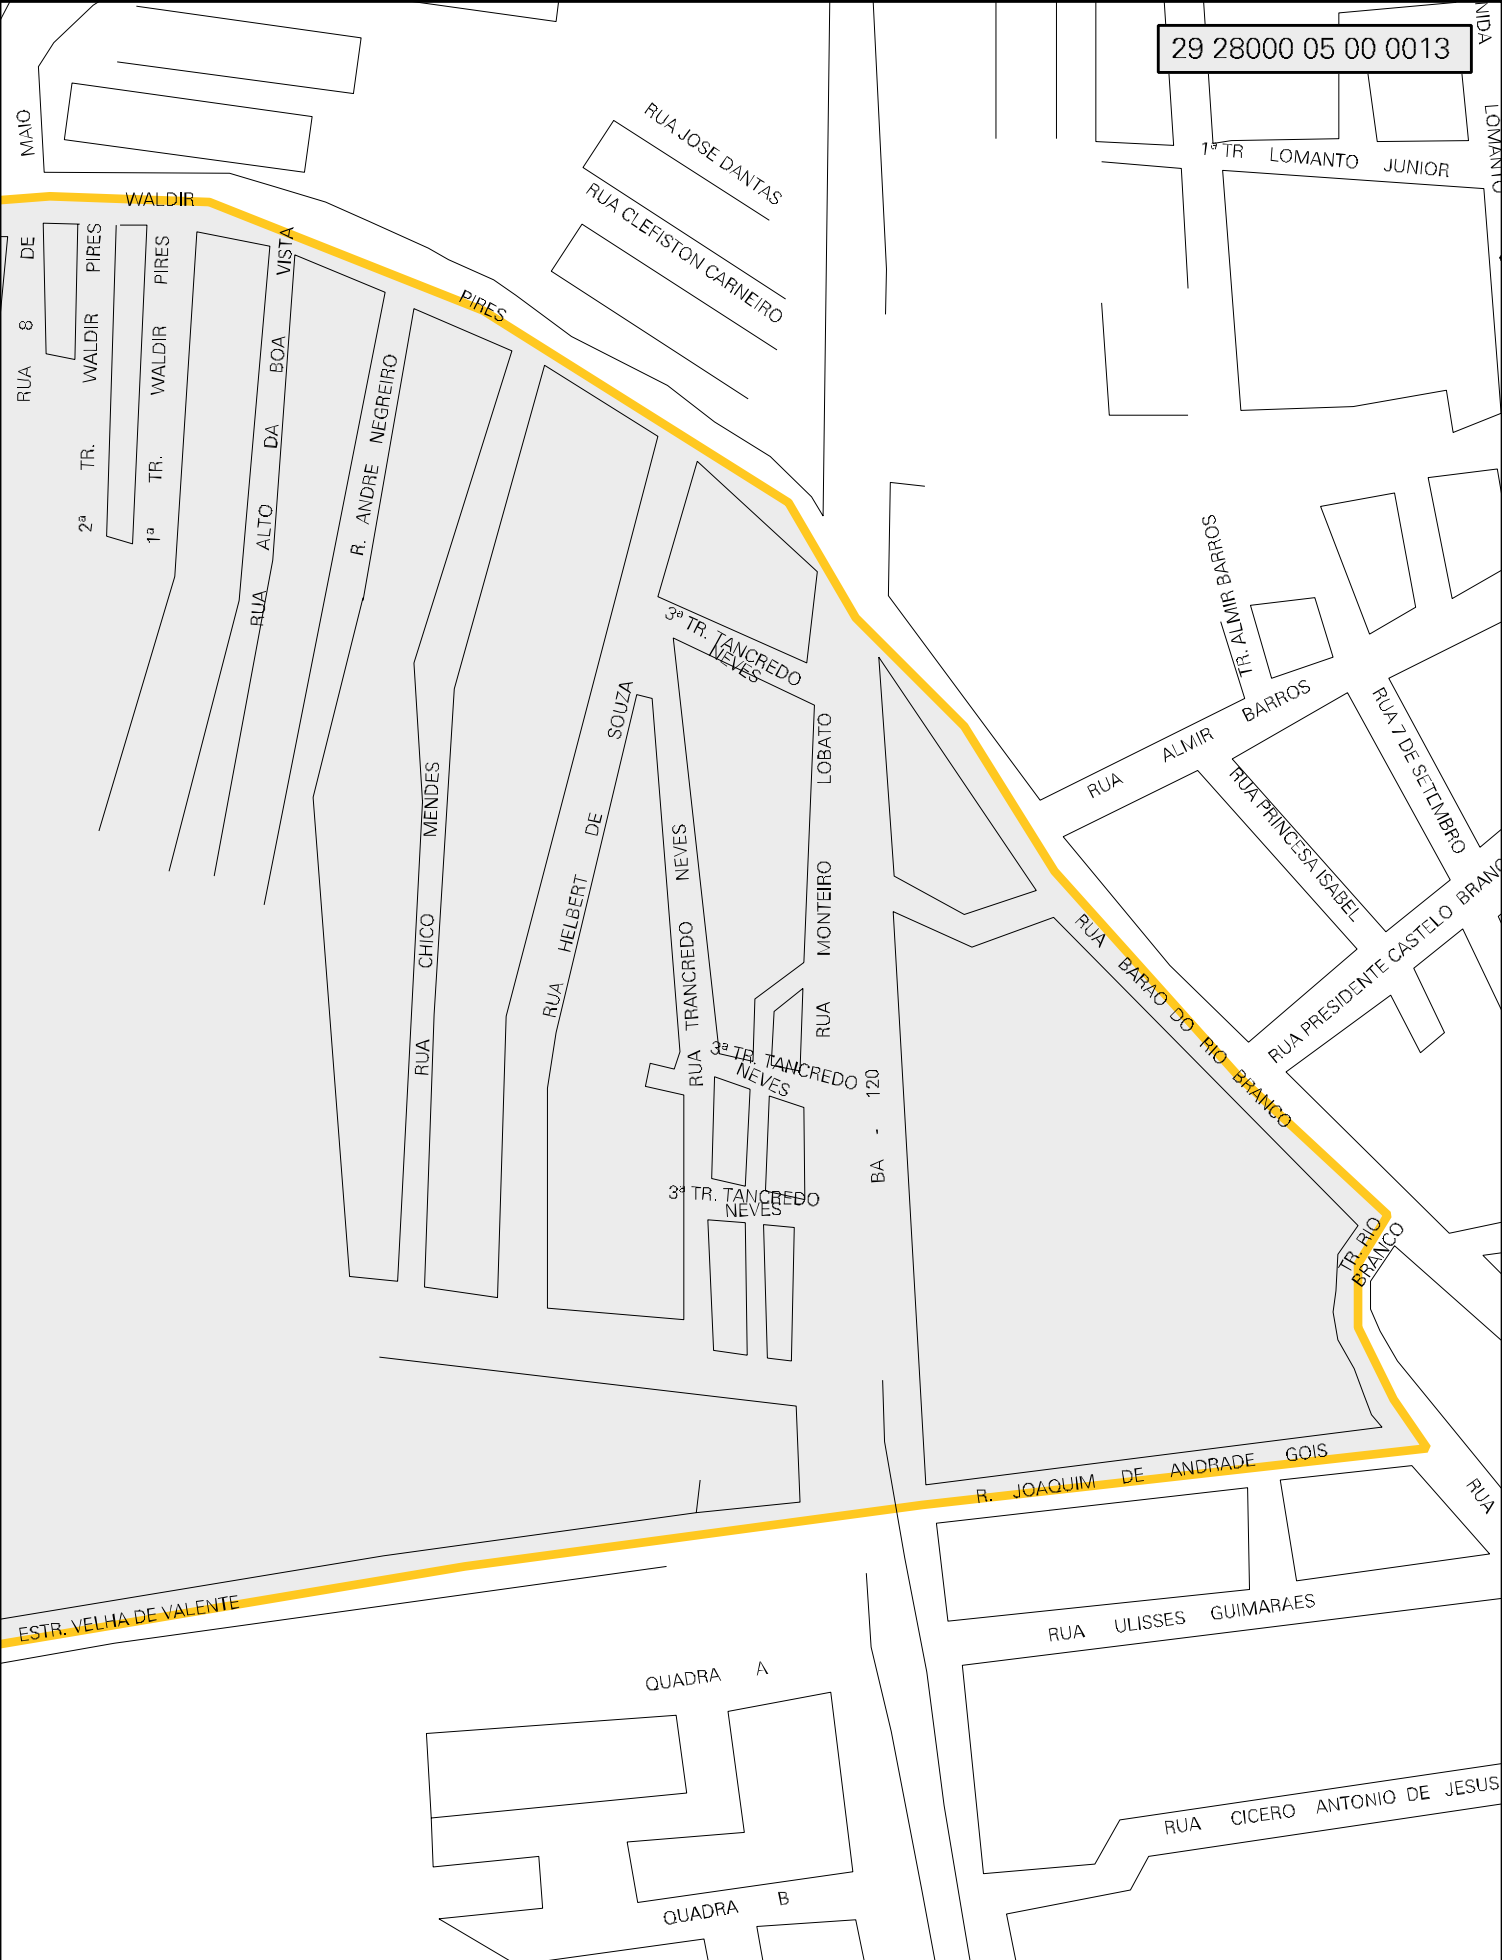 29 28000 05 00 0013
NIDA
LOMANTO
MAIO
RUA JOSE DANTAS
RUA CLEFISTON CARNEIRO
1ª TR LOMANTO JUNIOR
WALDIR PIRES
RUA 8 DE
2ª TR. WALDIR PIRES
1ª TR. WALDIR PIRES
RUA ALTO DA BOA VISTA
R. ANDRE NEGREIRO
3ª TR. TANCREDO
NEVES
TR. ALMIR BARROS
RUA ALMIR BARROS
RUA 7 DE SETEMBRO
RUA PRINCESA ISABEL
RUA PRESIDENTE CASTELO BRANC
RUA CHICO MENDES
RUA HELBERT DE SOUZA
RUA TRANCREDO NEVES
RUA MONTEIRO LOBATO
RUA BARAO DO RIO BRANCO
3ª TR. TANCREDO
NEVES
BA - 120
3ª TR. TANCREDO
NEVES
TR. RIO
BRANCO
R. JOAQUIM DE ANDRADE GOIS
RUA
ESTR. VELHA DE VALENTE
RUA ULISSES GUIMARAES
QUADRA A
RUA CICERO ANTONIO DE JESUS
QUADRA B